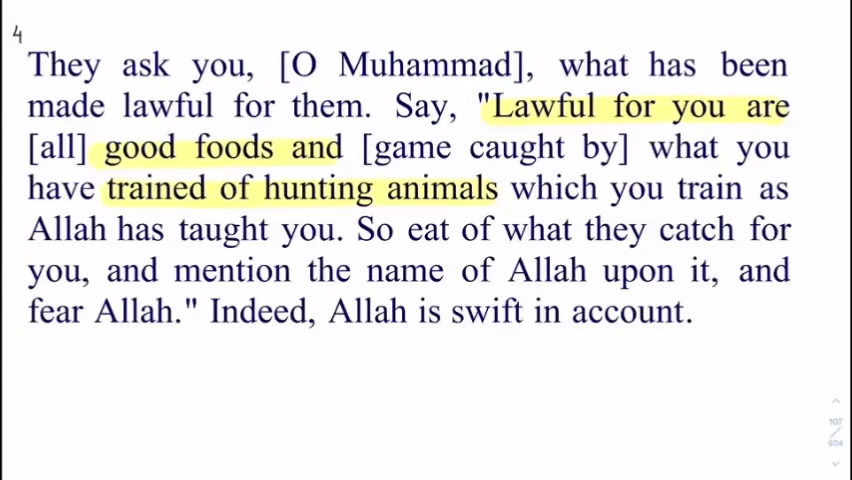 4
They ask you, [O Muhammad], what has been
made lawful for them. Say, "Lawful for you are
[all] good foods and [game caught by] what you
have trained of hunting animals which you train as
Allah has taught you. So eat of what they catch for
you, and mention the name of Allah upon it, and
fear Allah." Indeed, Allah is swift in account.
107
/
604